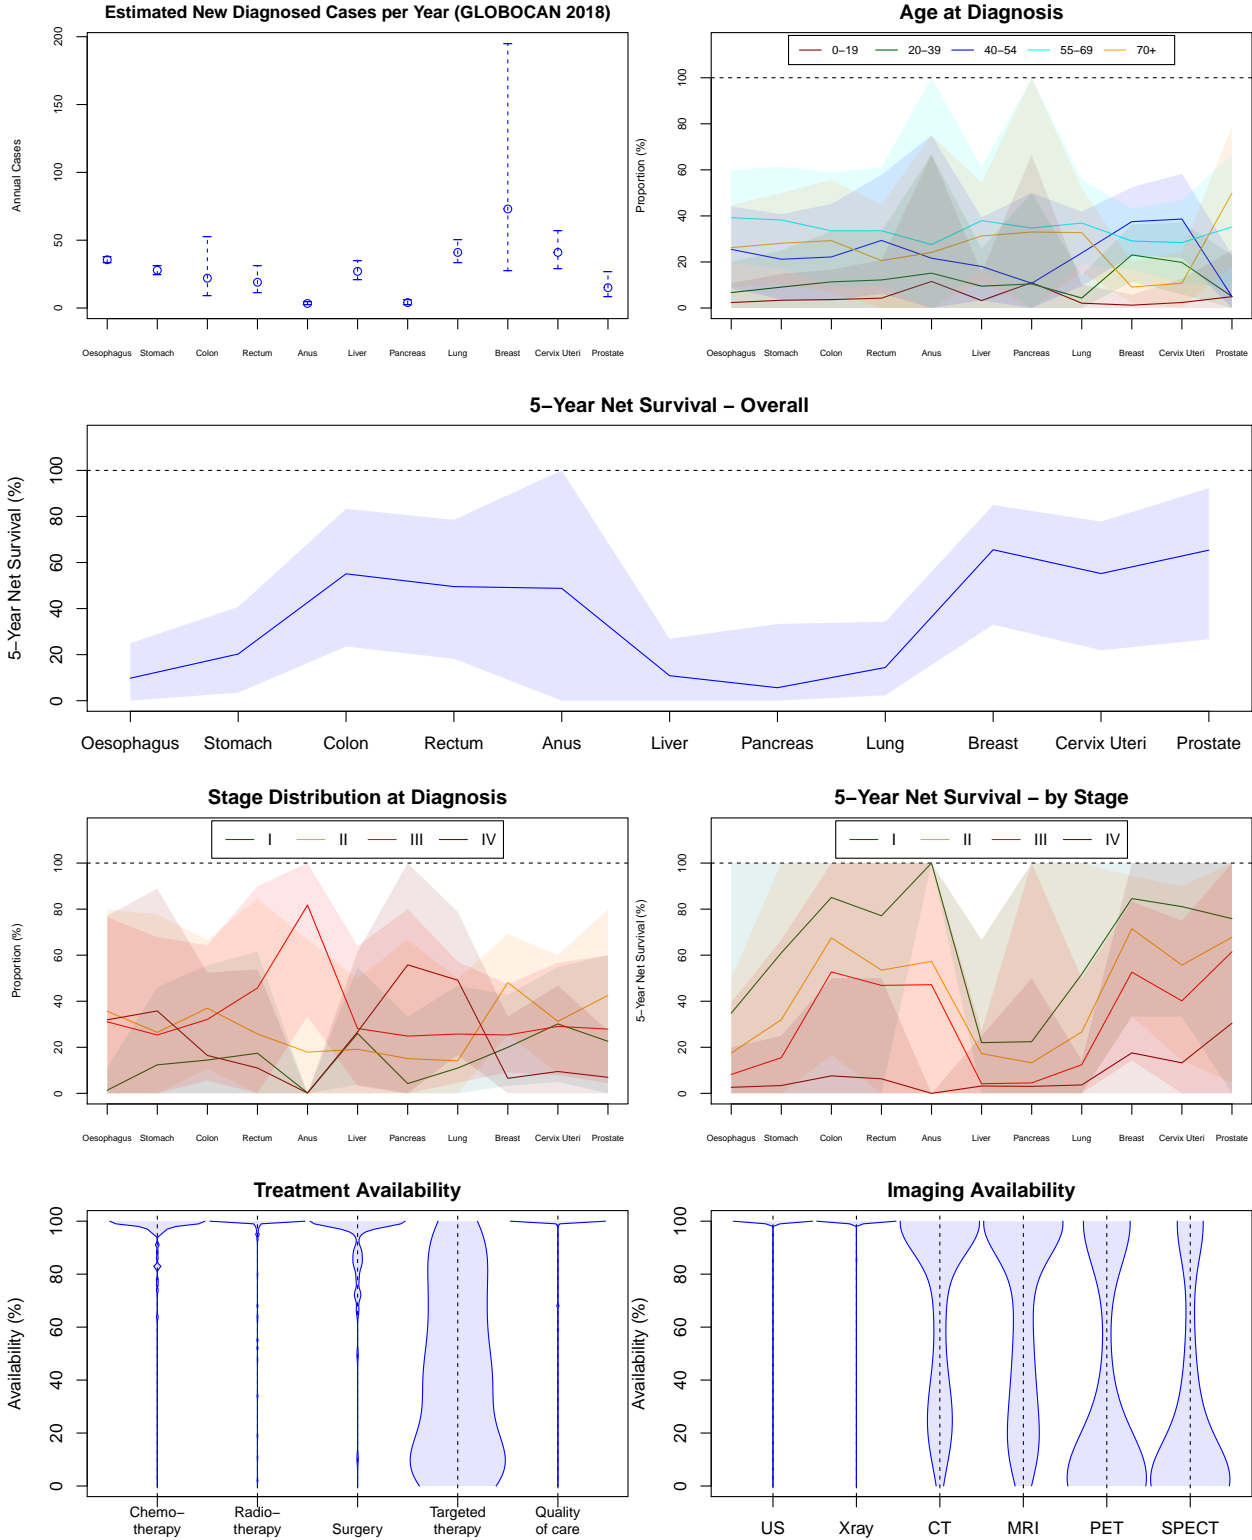 Estimated New Diagnosed Cases per Year (GLOBOCAN 2018)
Annual Cases
200
150
100
50
0
Oesophagus Stomach Colon Rectum Anus Liver Pancreas Lung Breast Cervix Uteri Prostate
Age at Diagnosis
0−19 20−39 40−54 55−69 70+
Proportion (%)
100
80
60
40
20
0
Oesophagus Stomach Colon Rectum Anus Liver Pancreas Lung Breast Cervix Uteri Prostate
5−Year Net Survival − Overall
5−Year Net Survival (%)
100
80
60
40
20
0
Oesophagus Stomach Colon Rectum Anus Liver Pancreas Lung Breast Cervix Uteri Prostate
Stage Distribution at Diagnosis
I II III IV
Proportion (%)
100
80
60
40
20
0
Oesophagus Stomach Colon Rectum Anus Liver Pancreas Lung Breast Cervix Uteri Prostate
5−Year Net Survival − by Stage
I II III IV
5−Year Net Survival (%)
100
80
60
40
20
0
Oesophagus Stomach Colon Rectum Anus Liver Pancreas Lung Breast Cervix Uteri Prostate
Treatment Availability
Availability (%)
100
80
60
40
20
0
Chemo−
therapy
Radio−
therapy
Surgery
Targeted
therapy
Quality
of care
Imaging Availability
Availability (%)
100
80
60
40
20
0
US Xray CT MRI PET SPECT